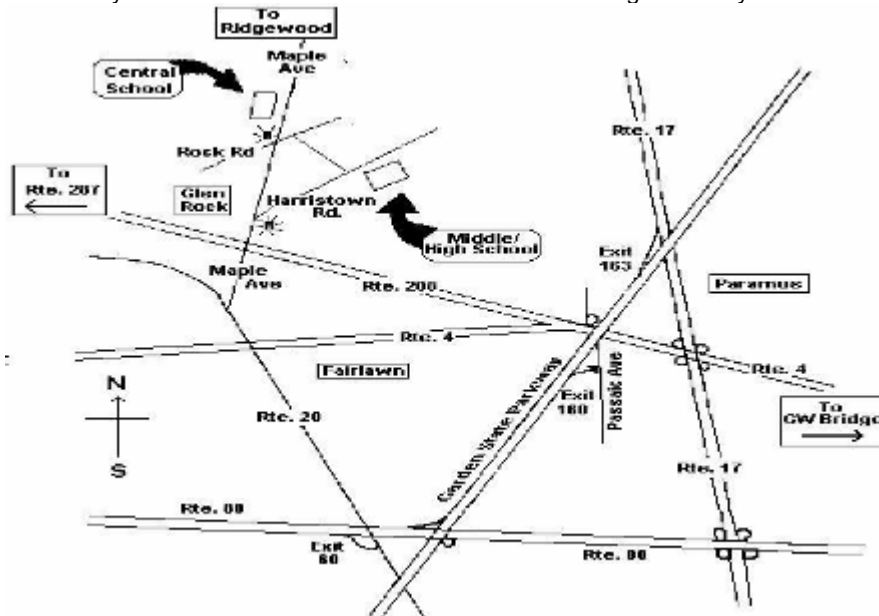 To
Ridgewood
Maple
Ave
Central
School
Rte. 17
Rock Rd
To
Rte. 287
Glen
Rock
Harristown
Rd.
Middle/
High School
Exit
163
Maple
Ave
Rte. 208
Paramus
Rte. 4
Rte. 4
Fairlawn
Exit
160
Passaic Ave
N
S
Rte. 20
Garden State Parkway
To
GW Bridge
Rte. 17
Rte. 80
Exit
60
Rte. 80